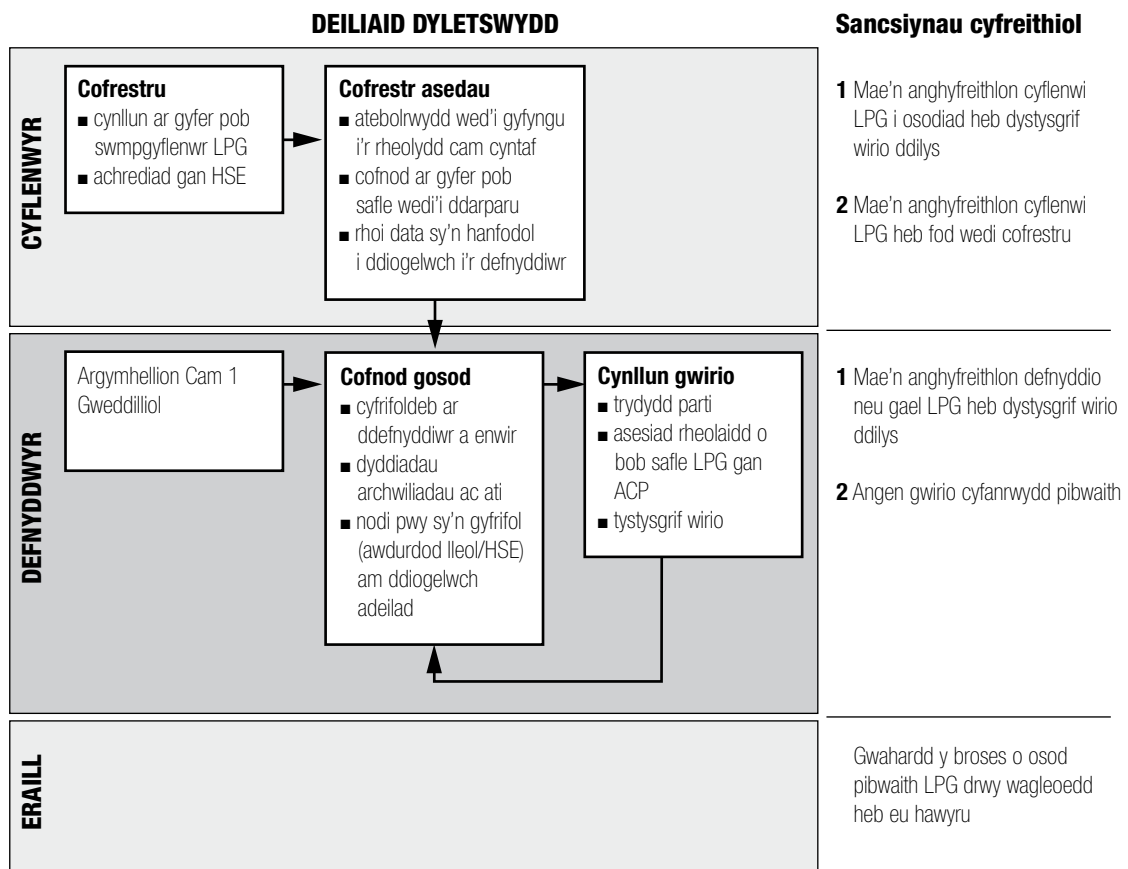 DEILIAID DYLETSWYDD
Sancsiynau cyfreithiol
CYFLENWYR
Cofrestru
■ cynllun ar gyfer pob
swmpgyflenwr LPG
■ achrediad gan HSE
Cofrestr asedau
■ atebolrwydd wed'i gyfyngu
i'r rheolydd cam cyntaf
■ cofnod ar gyfer pob
safle wedi'i ddarparu
■ rhoi data sy'n hanfodol
i ddiogelwch i'r defnyddiwr
1 Mae'n anghyfreithlon cyflenwi
LPG i osodiad heb dystysgrif
wirio ddilys
2 Mae'n anghyfreithlon cyflenwi
LPG heb fod wedi cofrestru
DEFNYDDWYR
Argymhellion Cam 1
Gweddilliol
Cofnod gosod
■ cyfrifoldeb ar
ddefnyddiwr a enwir
■ dyddiadau
archwiliadau ac ati
■ nodi pwy sy'n gyfrifol
(awdurdod lleol/HSE)
am ddiogelwch
adeilad
Cynllun gwirio
■ trydydd parti
■ asesiad rheolaidd o
bob safle LPG gan
ACP
■ tystysgrif wirio
1 Mae'n anghyfreithlon defnyddio
neu gael LPG heb dystysgrif wirio
ddilys
2 Angen gwirio cyfanrwydd pibwaith
ERAILL
Gwahardd y broses o osod
pibwaith LPG drwy wagleoedd
heb eu hawyru